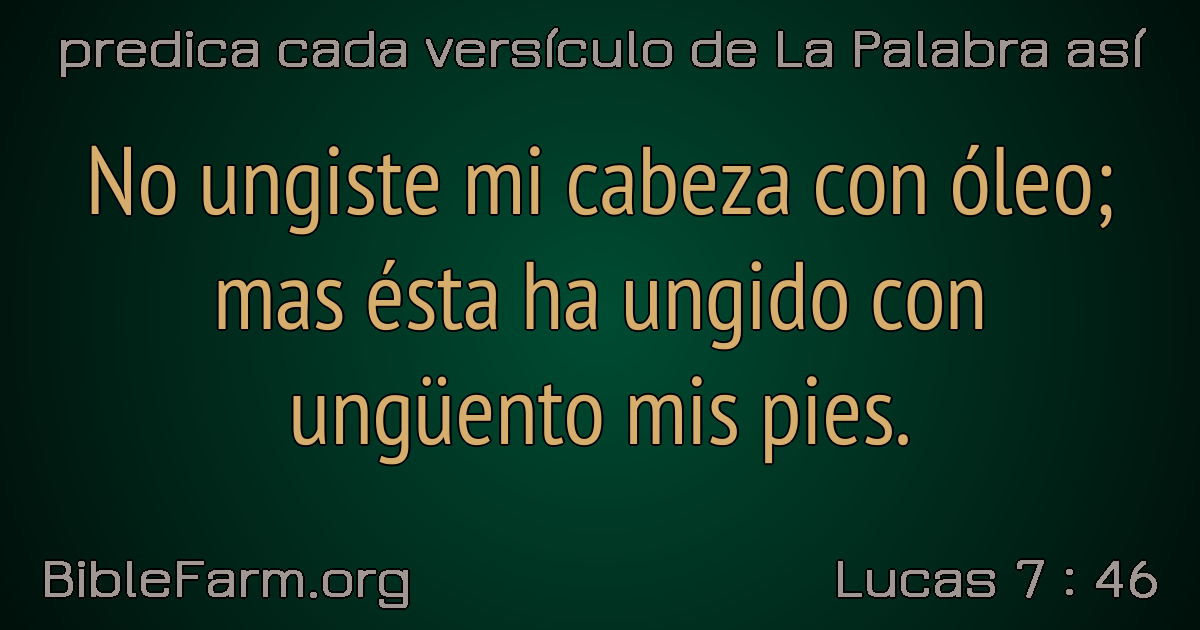 predica cada versículo de La Palabra así
No ungiste mi cabeza con óleo;
mas ésta ha ungido con
ungüento mis pies.
BibleFarm.org
Lucas 7 : 46